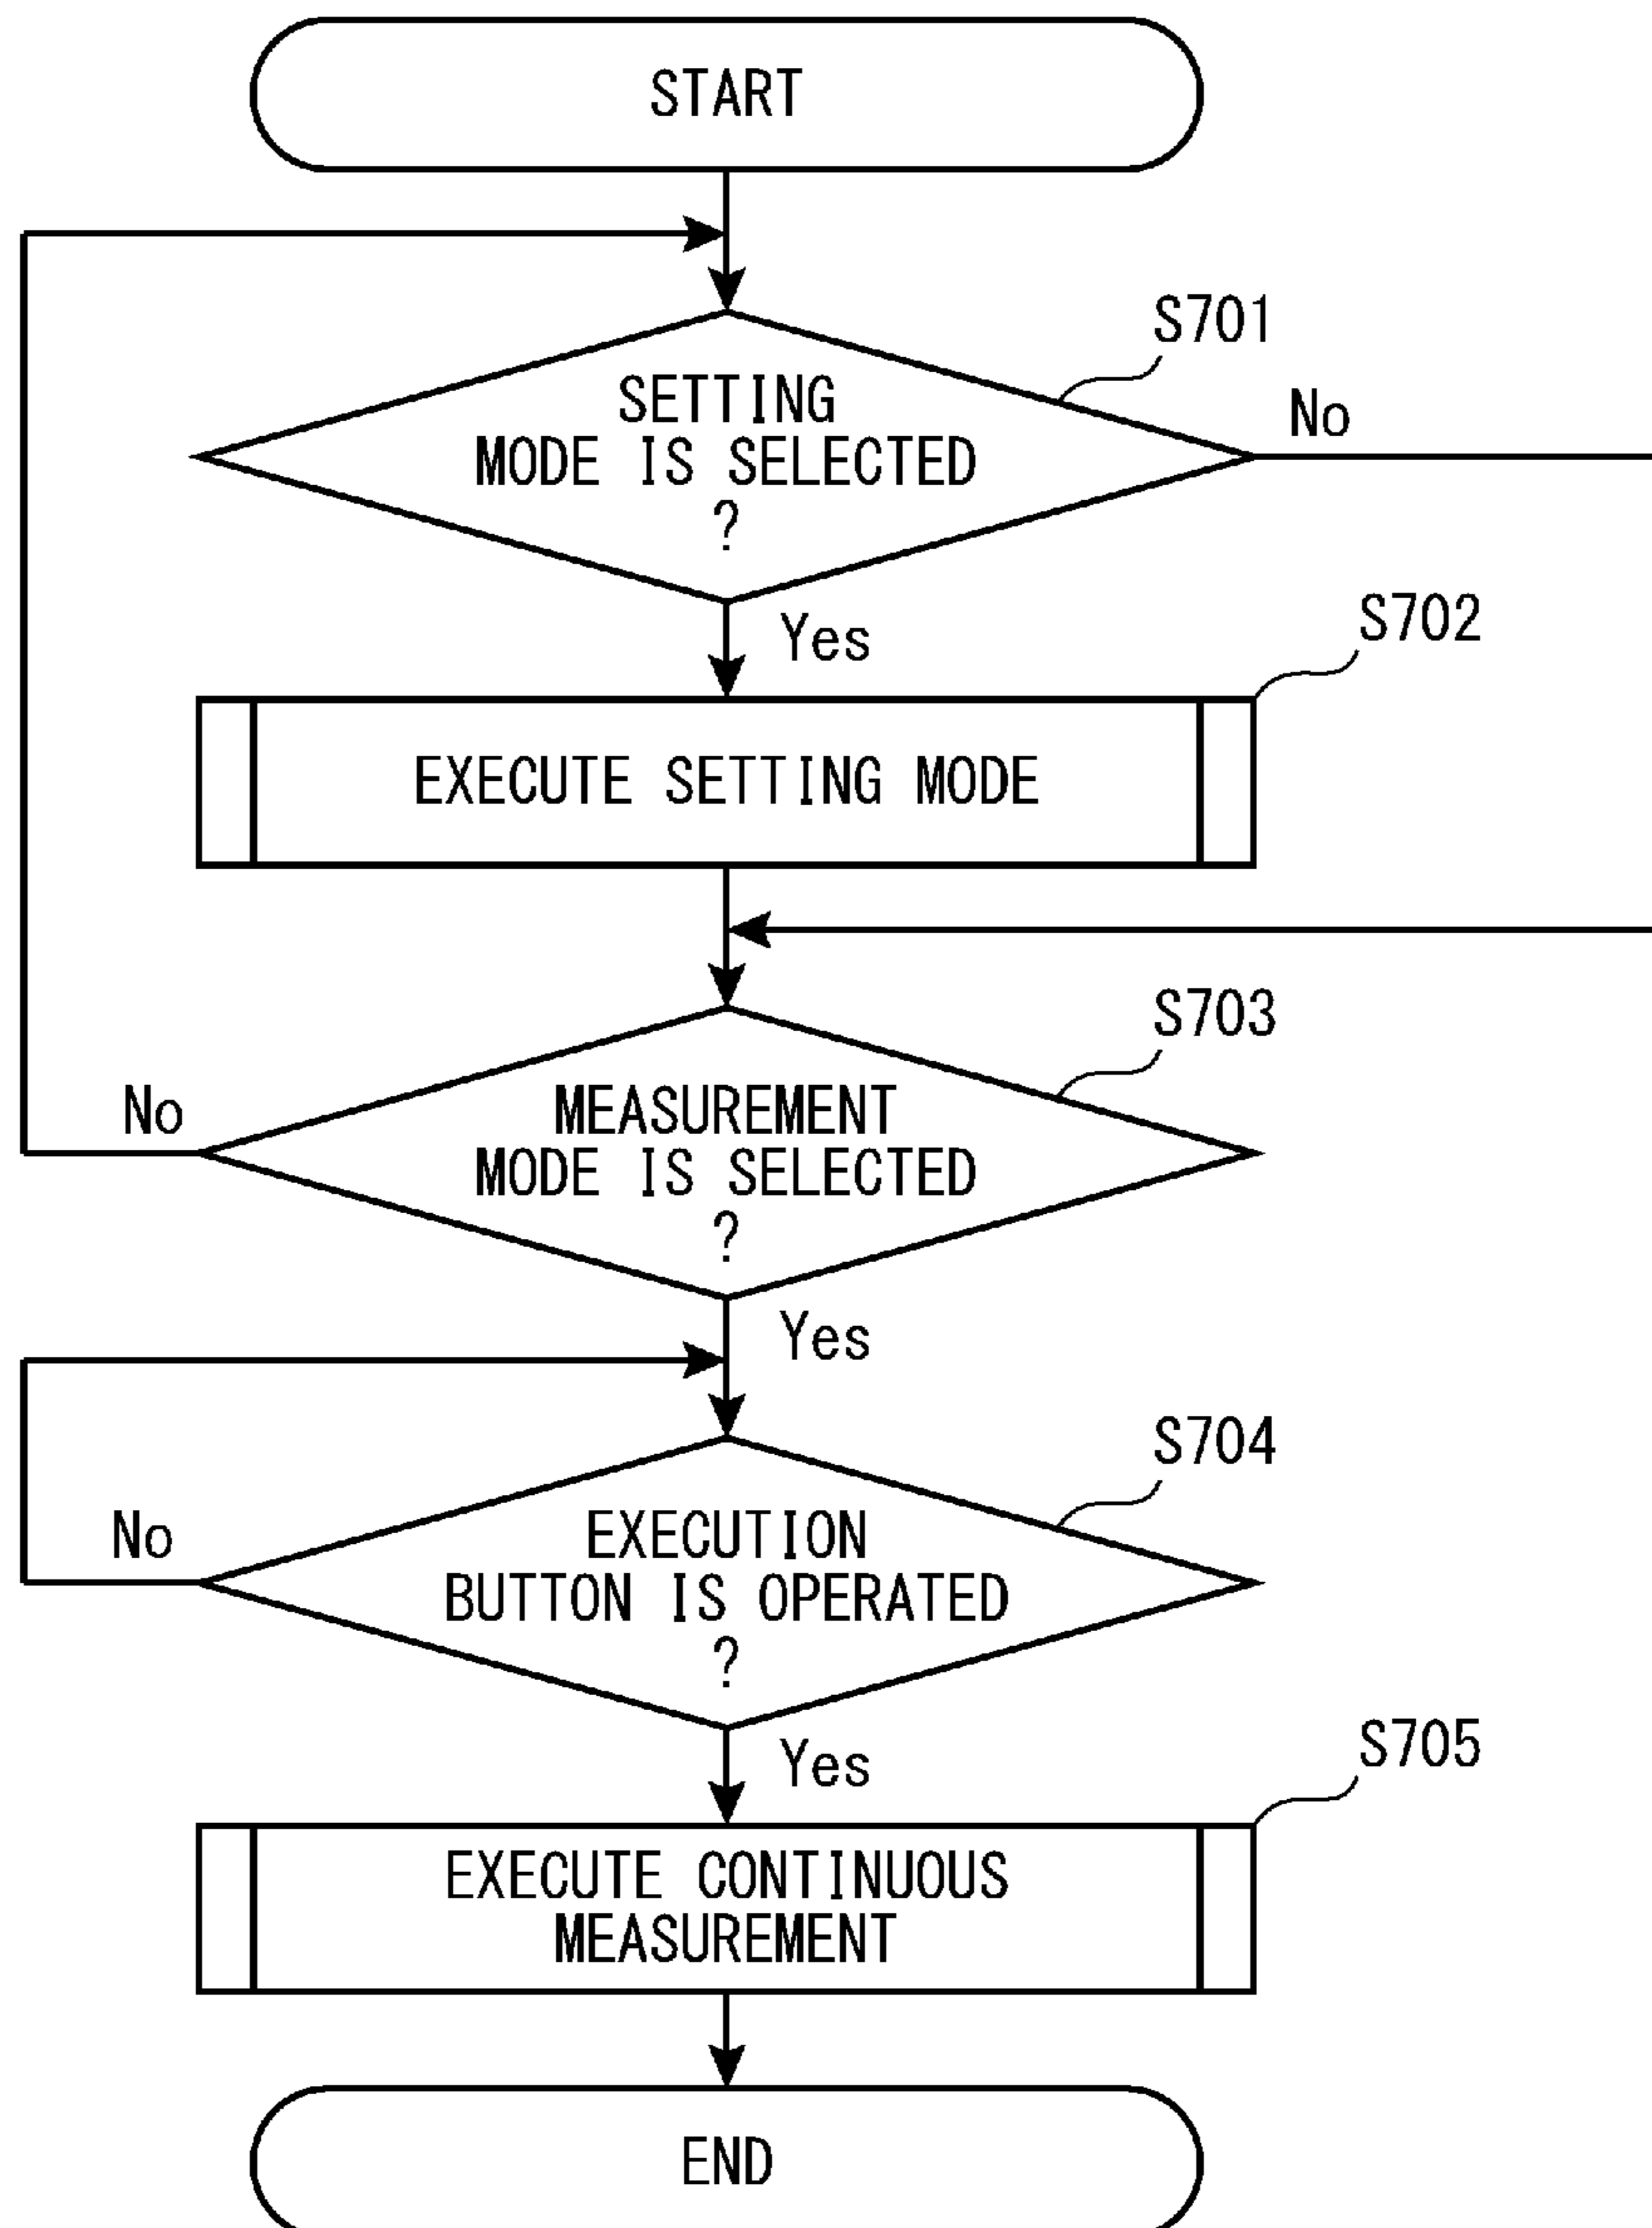 START
S701
SETTING
MODE IS SELECTED
?
No
Yes
S702
EXECUTE SETTING MODE
S703
MEASUREMENT
MODE IS SELECTED
?
No
Yes
S704
EXECUTION
BUTTON IS OPERATED
?
No
Yes
S705
EXECUTE CONTINUOUS
MEASUREMENT
END